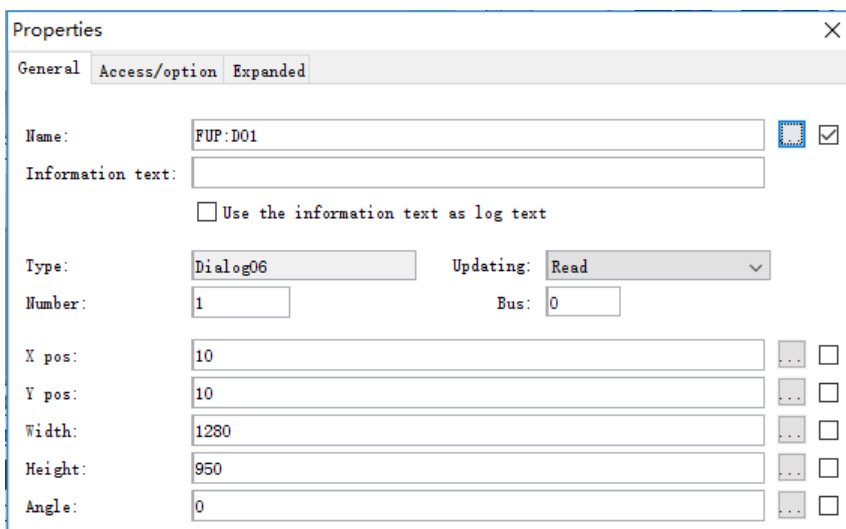 Properties
General Access/option Expanded
Name: FUP:D01 ...
Information text:
Use the information text as log text
Type: Dialog06 Updating: Read
Number: 1 Bus: 0
X pos: 10 ...
Y pos: 10 ...
Width: 1280 ...
Height: 950 ...
Angle: 0 ...